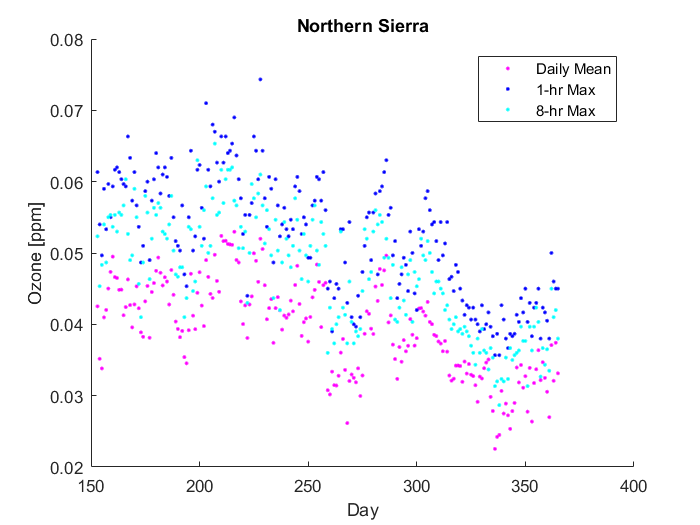 Northern Sierra
0.08
0.07
0.06
0.05
0.04
0.03
0.02
Ozone [ppm]
Daily Mean
1-hr Max
8-hr Max
150
200
250
300
350
400
Day